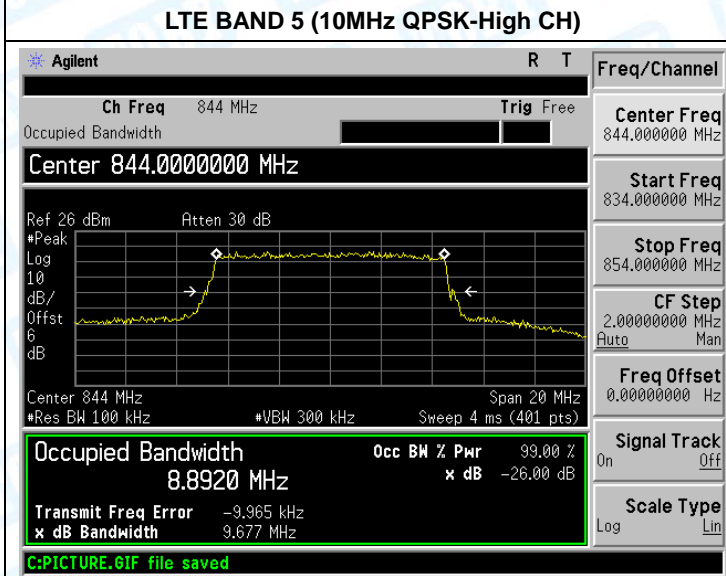 LTE BAND 5 (10MHz QPSK-High CH)
Agilent R T
Ch Freq 844 MHz Trig Free
Occupied Bandwidth
Center 844.0000000 MHz
Ref 26 dBm Atten 30 dB
#Peak
Log
10
dB/
Offst
6
dB
Center 844 MHz Span 20 MHz
#Res BW 100 kHz #VBW 300 kHz Sweep 4 ms (401 pts)
Occupied Bandwidth Occ BW % Pwr 99.00 %
8.8920 MHz x dB -26.00 dB
Transmit Freq Error -9.965 kHz
x dB Bandwidth 9.677 MHz
C:PICTURE.GIF file saved
Freq/Channel
Center Freq
844.000000 MHz
Start Freq
834.000000 MHz
Stop Freq
854.000000 MHz
CF Step
2.00000000 MHz
Auto Man
Freq Offset
0.00000000 Hz
Signal Track
On Off
Scale Type
Log Lin